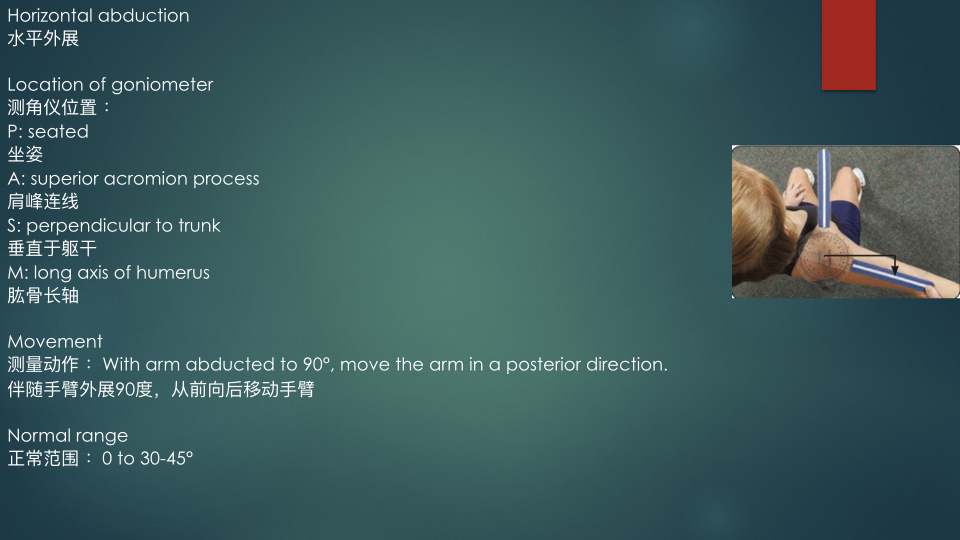 Horizontal abduction
水平外展
Location of goniometer
测角仪位置：
P: seated
坐姿
A: superior acromion process
肩峰连线
S: perpendicular to trunk
垂直于躯干
M: long axis of humerus
肱骨长轴
Movement
测量动作： With arm abducted to 90°, move the arm in a posterior direction.
伴随手臂外展90度，从前向后移动手臂
Normal range
正常范围： 0 to 30-45°